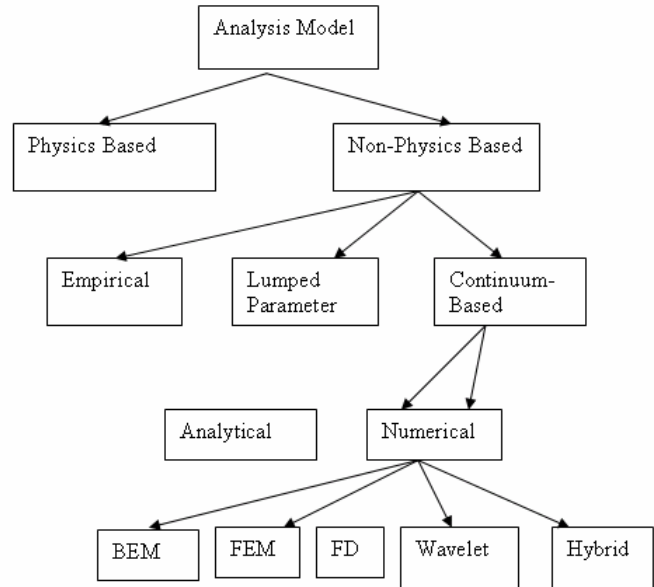 Analysis Model
Physics Based
Non-Physics Based
Empirical
Lumped
Parameter
Continuum-
Based
Analytical
Numerical
BEM
FEM
FD
Wavelet
Hybrid